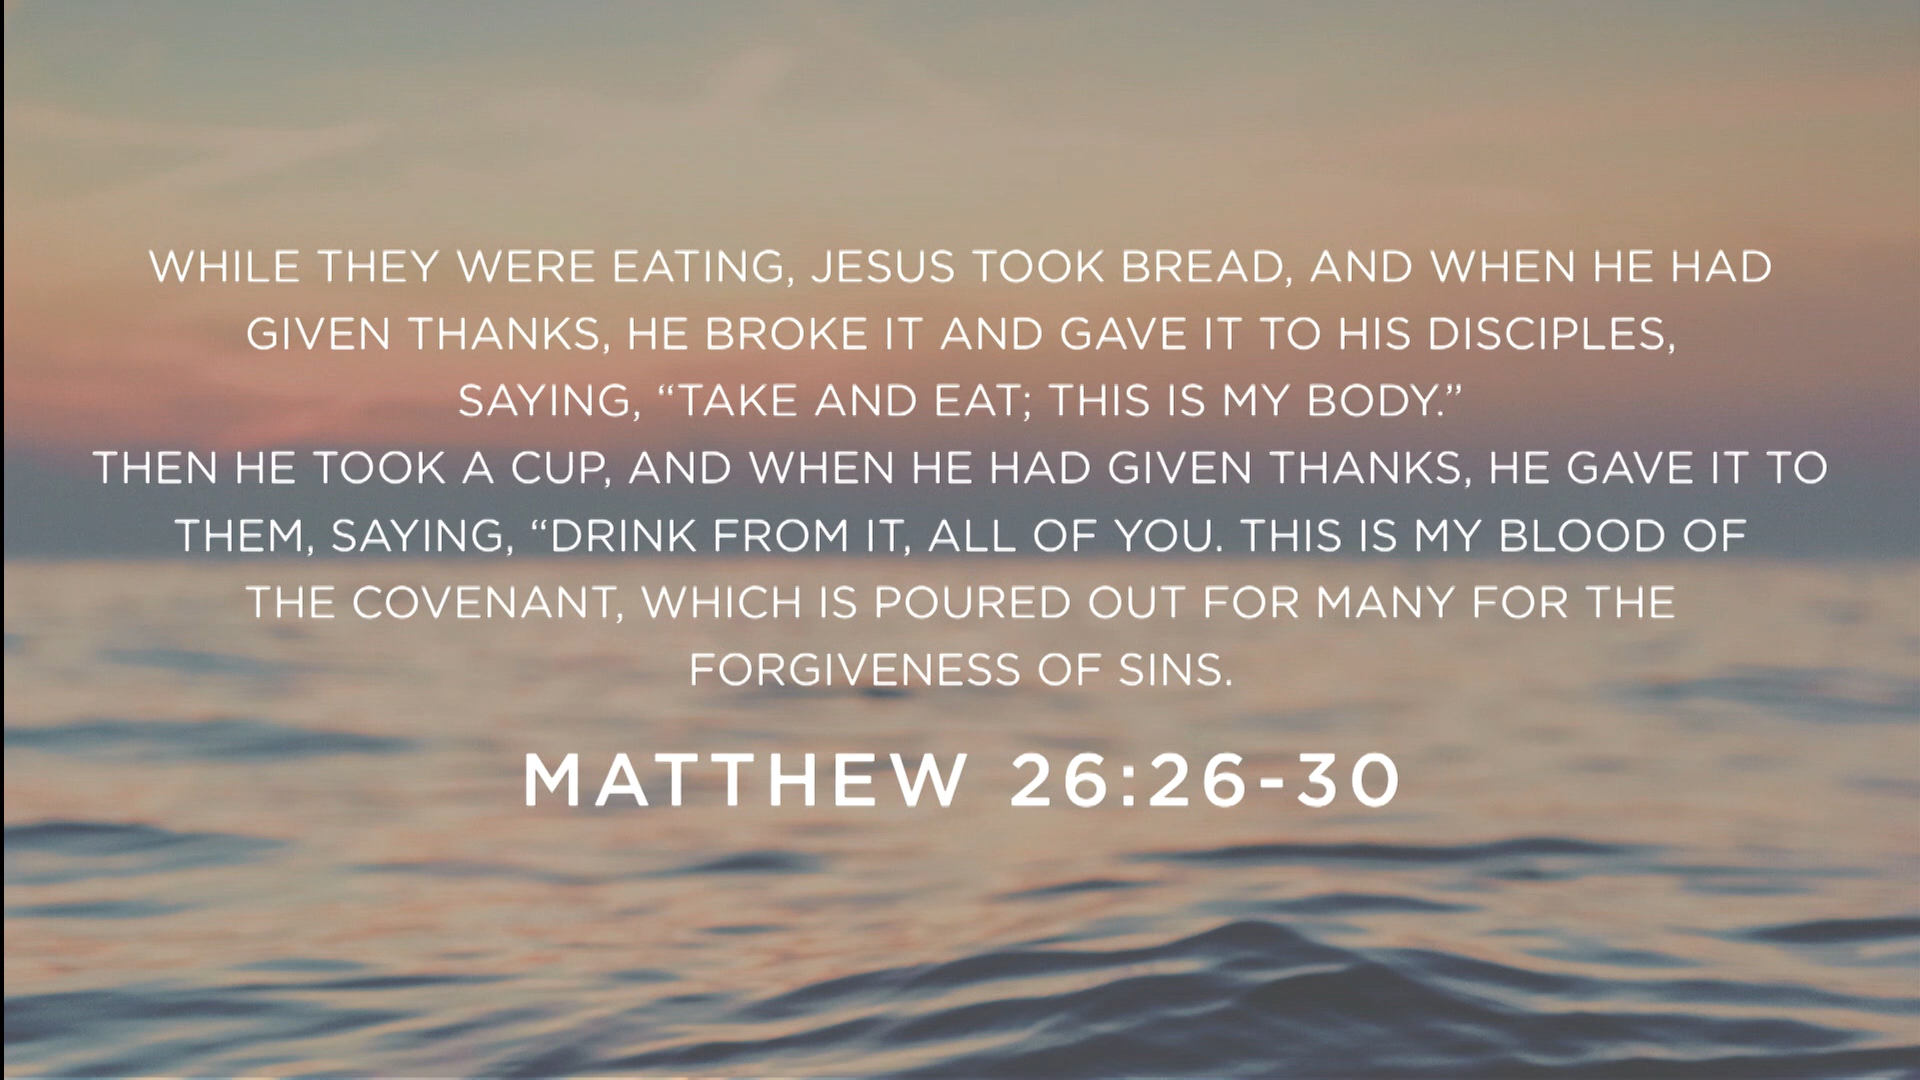 WHILE THEY WERE EATING, JESUS TOOK BREAD, AND WHEN HE HAD
GIVEN THANKS, HE BROKE IT AND GAVE IT TO HIS DISCIPLES,
SAYING, “TAKE AND EAT; THIS IS MY BODY.”
THEN HE TOOK A CUP, AND WHEN HE HAD GIVEN THANKS, HE GAVE IT TO
THEM, SAYING, “DRINK FROM IT, ALL OF YOU. THIS IS MY BLOOD OF
THE COVENANT, WHICH IS POURED OUT FOR MANY FOR THE
FORGIVENESS OF SINS.
MATTHEW 26:26-30